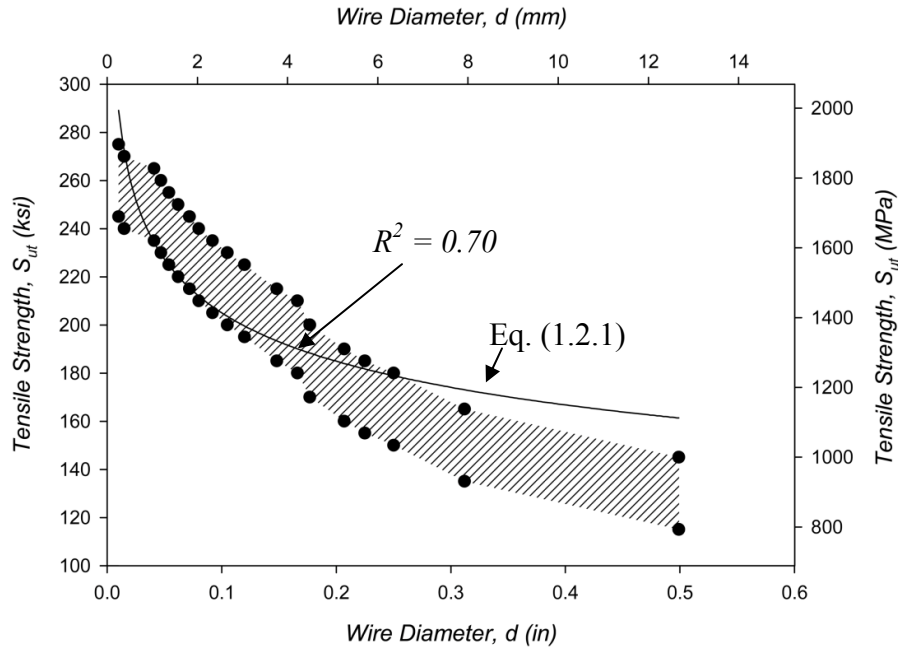 Wire Diameter, d (mm)
0 2 4 6 8 10 12 14
300
280
260
240
220
200
180
160
140
120
100
Tensile Strength, S_ut (ksi)
R² = 0.70
Eq. (1.2.1)
2000
1800
1600
1400
1200
1000
800
Tensile Strength, S_ut (MPa)
0.0 0.1 0.2 0.3 0.4 0.5 0.6
Wire Diameter, d (in)